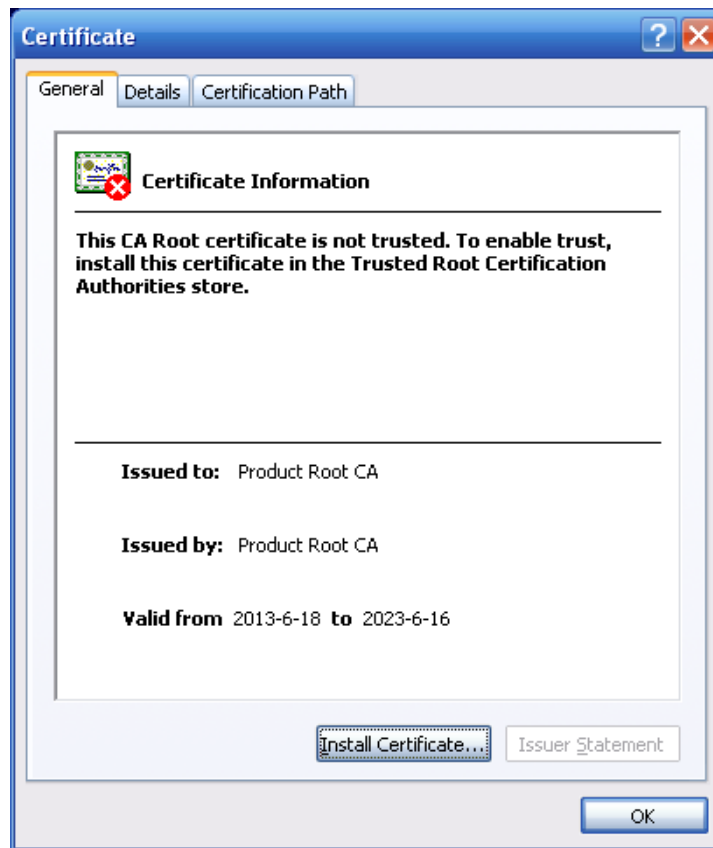 Certificate
?
General Details Certification Path
Certificate Information
This CA Root certificate is not trusted. To enable trust,
install this certificate in the Trusted Root Certification
Authorities store.
Issued to: Product Root CA
Issued by: Product Root CA
Valid from 2013-6-18 to 2023-6-16
Install Certificate... Issuer Statement
OK